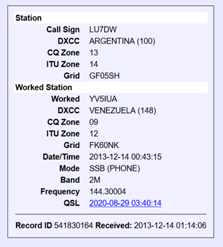 Station
Call Sign LU7DW
DXCC ARGENTINA (100)
CQ Zone 13
ITU Zone 14
Grid GF05SH
Worked Station
Worked YV5IUA
DXCC VENEZUELA (148)
CQ Zone 09
ITU Zone 12
Grid FK60NK
Date/Time 2013-12-14 00:43:15
Mode SSB (PHONE)
Band 2M
Frequency 144.30004
QSL 2020-08-29 03:40:14
Record ID 541830164 Received: 2013-12-14 01:14:06